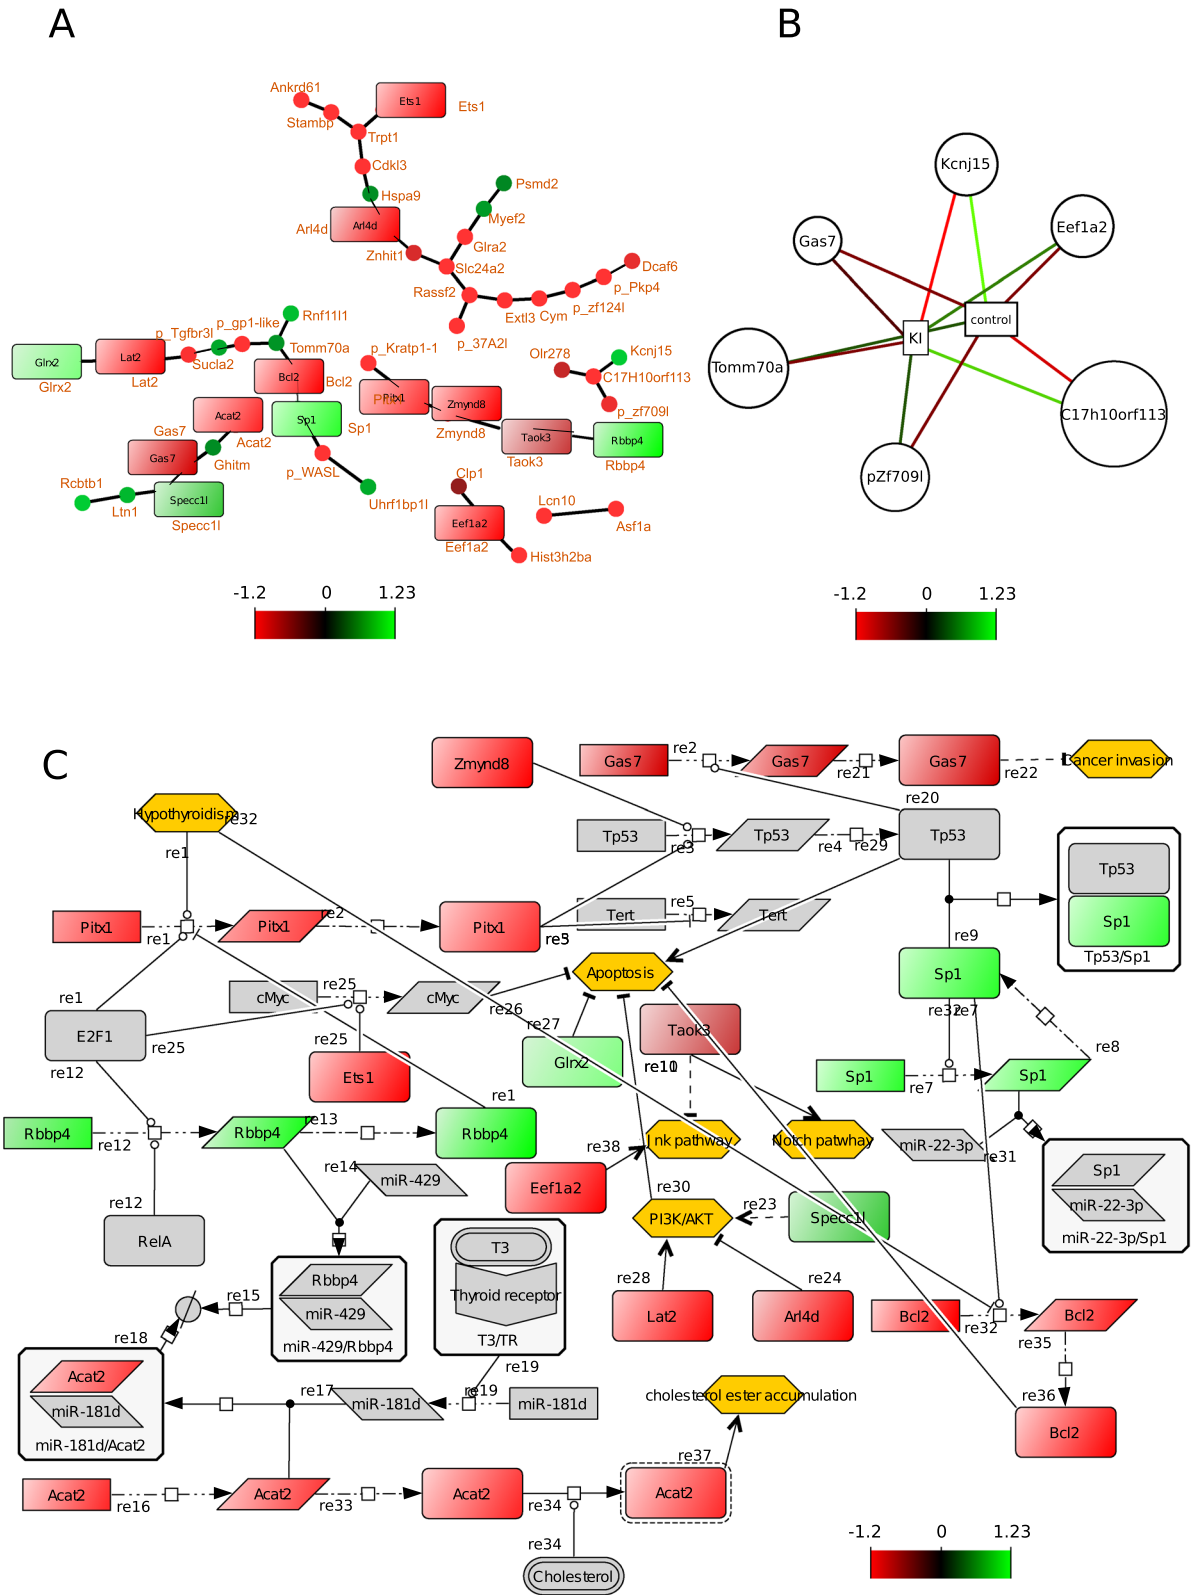 A
B
Ankrd61
Stambp
Ets1
Ets1
Trpt1
Cdkl3
Hspa9
Arl4d
Arl4d
Znhit1
Psmd2
Myef2
Glra2
Slc24a2
Rassf2
Extl3
Cym
p_zf124l
p_Pkp4
Dcaf6
p_37A2l
p_Tgfbr3l
p_gp1-like
Rnf11l1
Glrx2
Glrx2
Lat2
Lat2
Sucla2
Tomm70a
Bcl2
Bcl2
Sp1
Sp1
p_WASL
Uhrf1bp1l
Acat2
Acat2
Gas7
Gas7
Ghitm
Rcbtb1
Ltn1
Specc1l
Specc1l
p_Kratp1-1
Pitx1
Pitx1
Zmynd8
Zmynd8
Taok3
Taok3
Rbbp4
Rbbp4
Olr278
Kcnj15
C17H10orf113
p_zf709l
Clp1
Eef1a2
Eef1a2
Hist3h2ba
Lcn10
Asf1a
-1.2 0 1.23
Kcnj15
Gas7
Eef1a2
KI
control
Tomm70a
C17h10orf113
pZf709l
-1.2 0 1.23
C
Zmynd8
Gas7
re2
Gas7
re21
Gas7
re22
Cancer invasion
Hypothyroidism
re32
re1
re20
Tp53
re3
Tp53
re4
re29
Tp53
Tp53
Sp1
Tp53/Sp1
Pitx1
re1
Pitx1
re2
Pitx1
re3
Tert
re5
Tert
re9
Sp1
re1
cMyc
re25
cMyc
re26
Apoptosis
E2F1
re25
re12
re25
Ets1
re27
Glrx2
Taok3
re7
re8
Sp1
re7
Sp1
re1
Rbbp4
re12
Rbbp4
re13
Rbbp4
re38
nk pathway
Notch patwhay
miR-22-3p
re31
Sp1
miR-22-3p
miR-22-3p/Sp1
re14
miR-429
Eef1a2
re12
RelA
re30
PI3K/AKT
re23
Specc1l
T3
Thyroid receptor
T3/TR
Rbbp4
miR-429
miR-429/Rbbp4
re15
re18
re28
Lat2
re24
Arl4d
Bcl2
re32
Bcl2
re35
Acat2
miR-181d
miR-181d/Acat2
re17
miR-181d
re19
re19
miR-181d
cholesterol ester accumulation
re36
Bcl2
re37
Acat2
re16
Acat2
re33
Acat2
re34
Acat2
re34
Cholesterol
-1.2 0 1.23